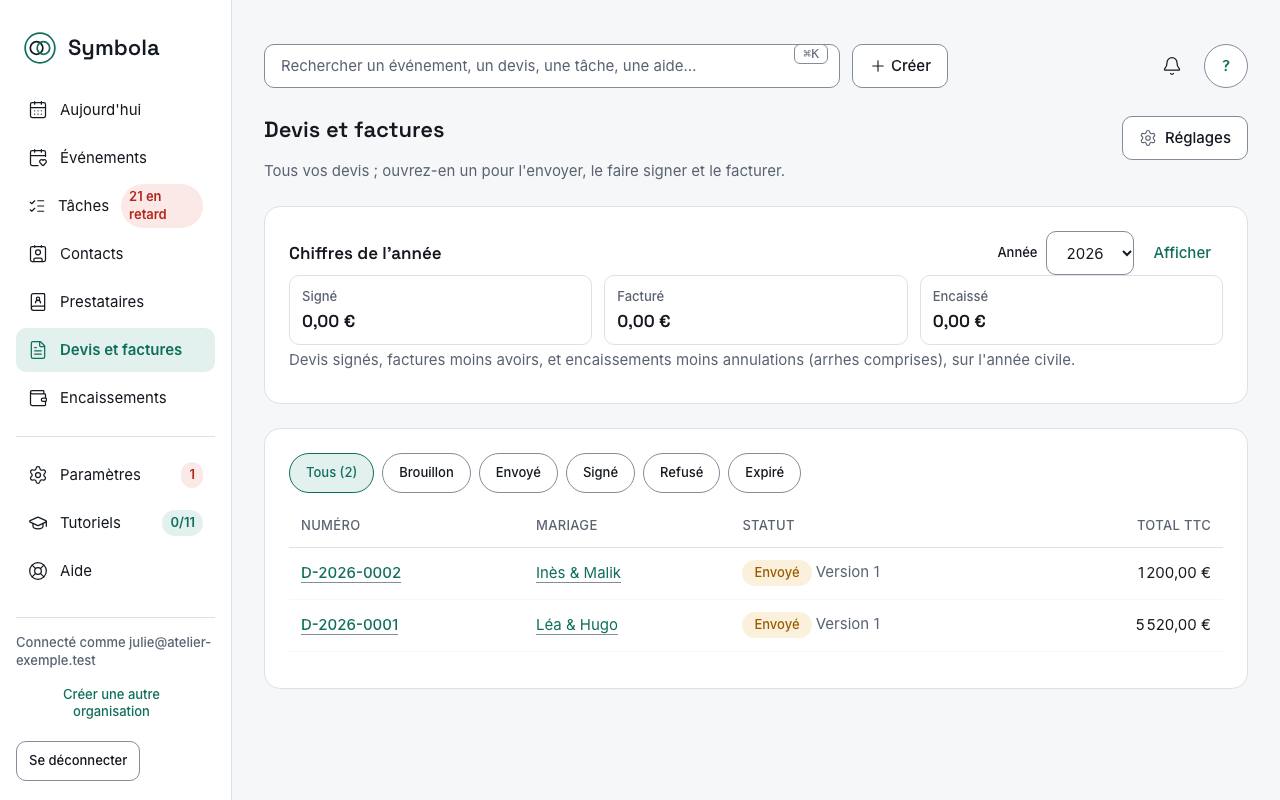 Symbola
Aujourd'hui
Événements
Tâches
21 en
retard
Contacts
Prestataires
Devis et factures
Encaissements
Paramètres
1
Tutoriels
0/11
Aide
Connecté comme julie@atelier-
exemple.test
Créer une autre
organisation
Se déconnecter
Rechercher un événement, un devis, une tâche, une aide...
⌘K
+ Créer
?
Devis et factures
Réglages
Tous vos devis ; ouvrez-en un pour l'envoyer, le faire signer et le facturer.
Chiffres de l’année
Année
2026
Afficher
Signé
0,00 €
Facturé
0,00 €
Encaissé
0,00 €
Devis signés, factures moins avoirs, et encaissements moins annulations (arrhes comprises), sur l'année civile.
Tous (2)
Brouillon
Envoyé
Signé
Refusé
Expiré
NUMÉRO MARIAGE STATUT TOTAL TTC
D-2026-0002 Inès & Malik Envoyé Version 1 1 200,00 €
D-2026-0001 Léa & Hugo Envoyé Version 1 5 520,00 €